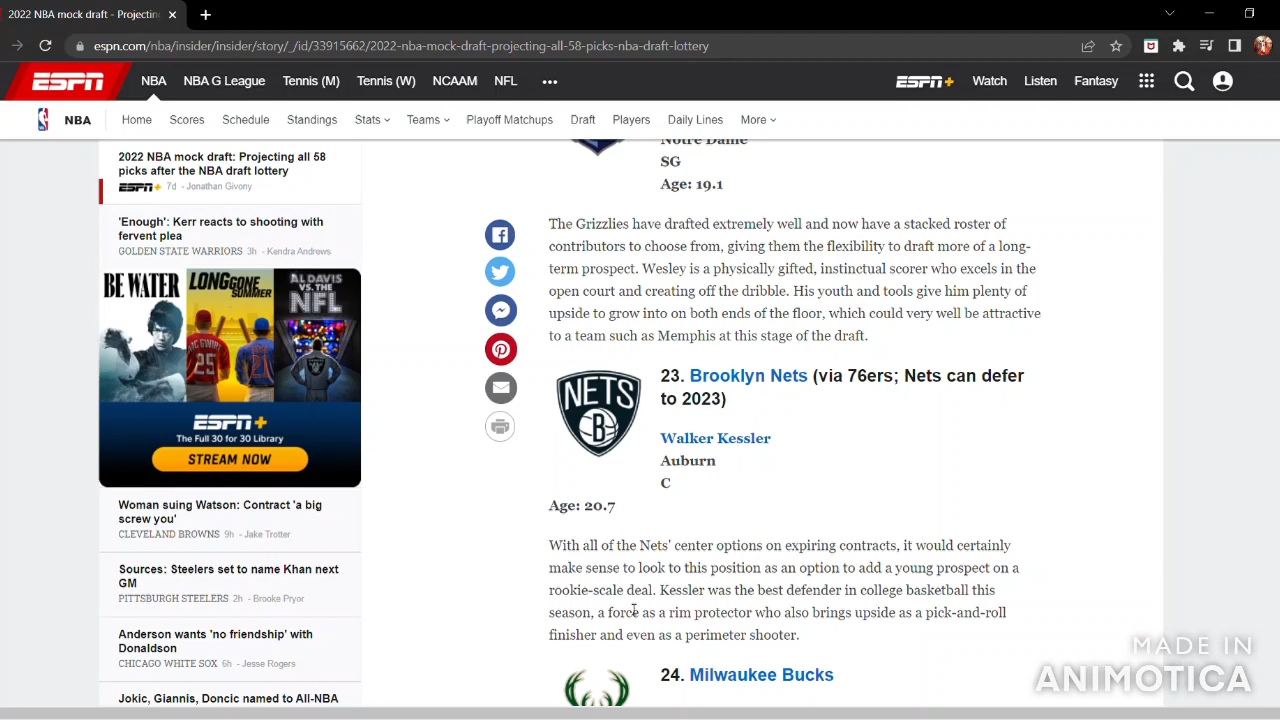 2022 NBA mock draft - Projectin
espn.com/nba/insider/insider/story/_/id/33915662/2022-nba-mock-draft-projecting-all-58-picks-nba-draft-lottery
ESPN NBA NBA G League Tennis (M) Tennis (W) NCAAM NFL ESPN+ Watch Listen Fantasy
NBA Home Scores Schedule Standings Stats Teams Playoff Matchups Draft Players Daily Lines More
2022 NBA mock draft: Projecting all 58
picks after the NBA draft lottery
ESPN+ 7d - Jonathan Givony
'Enough': Kerr reacts to shooting with
fervent plea
GOLDEN STATE WARRIORS 3h - Kendra Andrews
BE WATER
LONG GONE
SUMMER
AL DAVIS
VS. THE
NFL
MC GWIRE
25
21
ESPN+
The Full 30 for 30 Library
STREAM NOW
Woman suing Watson: Contract 'a big
screw you'
CLEVELAND BROWNS 9h - Jake Trotter
Sources: Steelers set to name Khan next
GM
PITTSBURGH STEELERS 2h - Brooke Pryor
Anderson wants 'no friendship' with
Donaldson
CHICAGO WHITE SOX 6h - Jesse Rogers
Jokic, Giannis, Doncic named to All-NBA
Notre Dame
SG
Age: 19.1
The Grizzlies have drafted extremely well and now have a stacked roster of
contributors to choose from, giving them the flexibility to draft more of a long-
term prospect. Wesley is a physically gifted, instinctual scorer who excels in the
open court and creating off the dribble. His youth and tools give him plenty of
upside to grow into on both ends of the floor, which could very well be attractive
to a team such as Memphis at this stage of the draft.
NETS
B
23. Brooklyn Nets (via 76ers; Nets can defer
to 2023)
Walker Kessler
Auburn
C
Age: 20.7
With all of the Nets' center options on expiring contracts, it would certainly
make sense to look to this position as an option to add a young prospect on a
rookie-scale deal. Kessler was the best defender in college basketball this
season, a force as a rim protector who also brings upside as a pick-and-roll
finisher and even as a perimeter shooter.
24. Milwaukee Bucks
MADE IN
ANIMOTICA